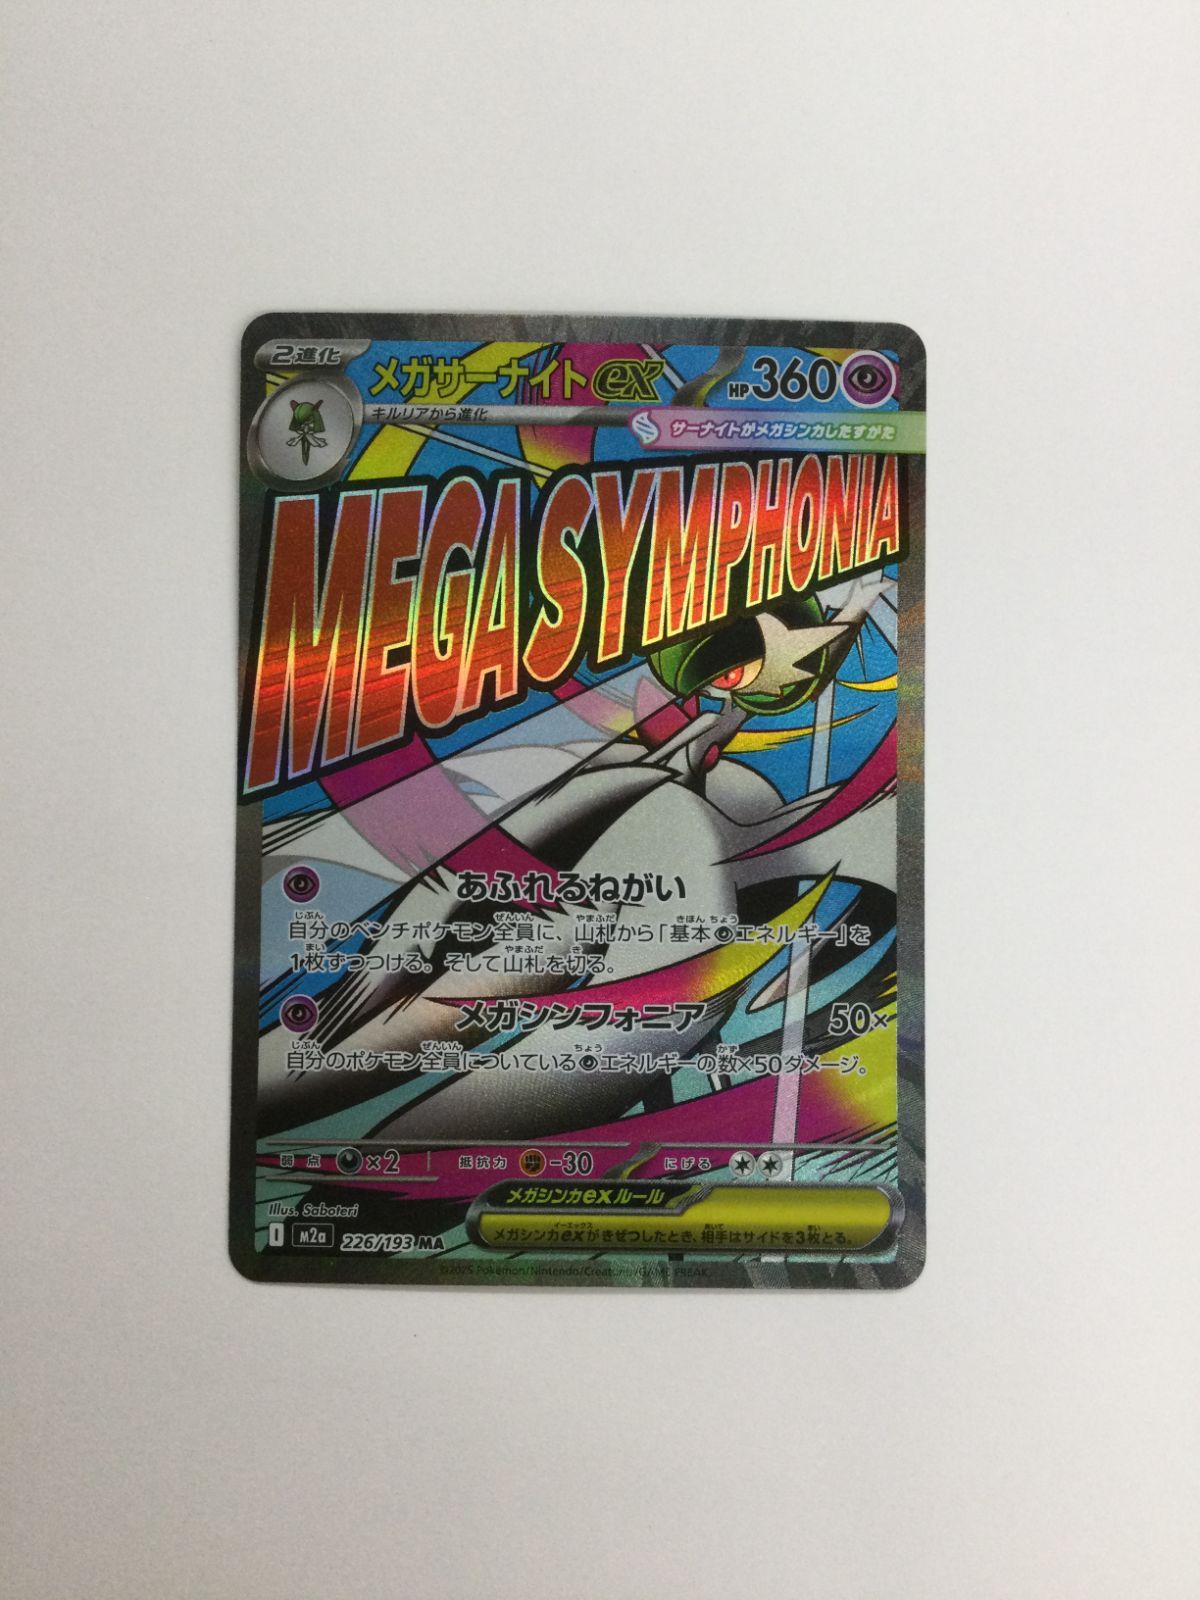 2進化
メガサーナイトex
HP360
キルリアから進化
サーナイトがメガシンカしたすがた
MEGASYMPHONIA
あふれるねがい
自分のベンチポケモン全員に、山札から「基本エネルギー」を
1枚ずつつける。そして山札を切る。
メガシンフォニア 50×
自分のポケモン全員についているエネルギーの数×50ダメージ。
弱点 ×2 抵抗力 -30 にげる
Illus. Saboteri
メガシンカexルール
メガシンカexがきぜつしたとき、相手はサイドを3枚とる。
I m2a 226/193 MA
©2025 Pokémon/Nintendo/Creatures/GAME FREAK.